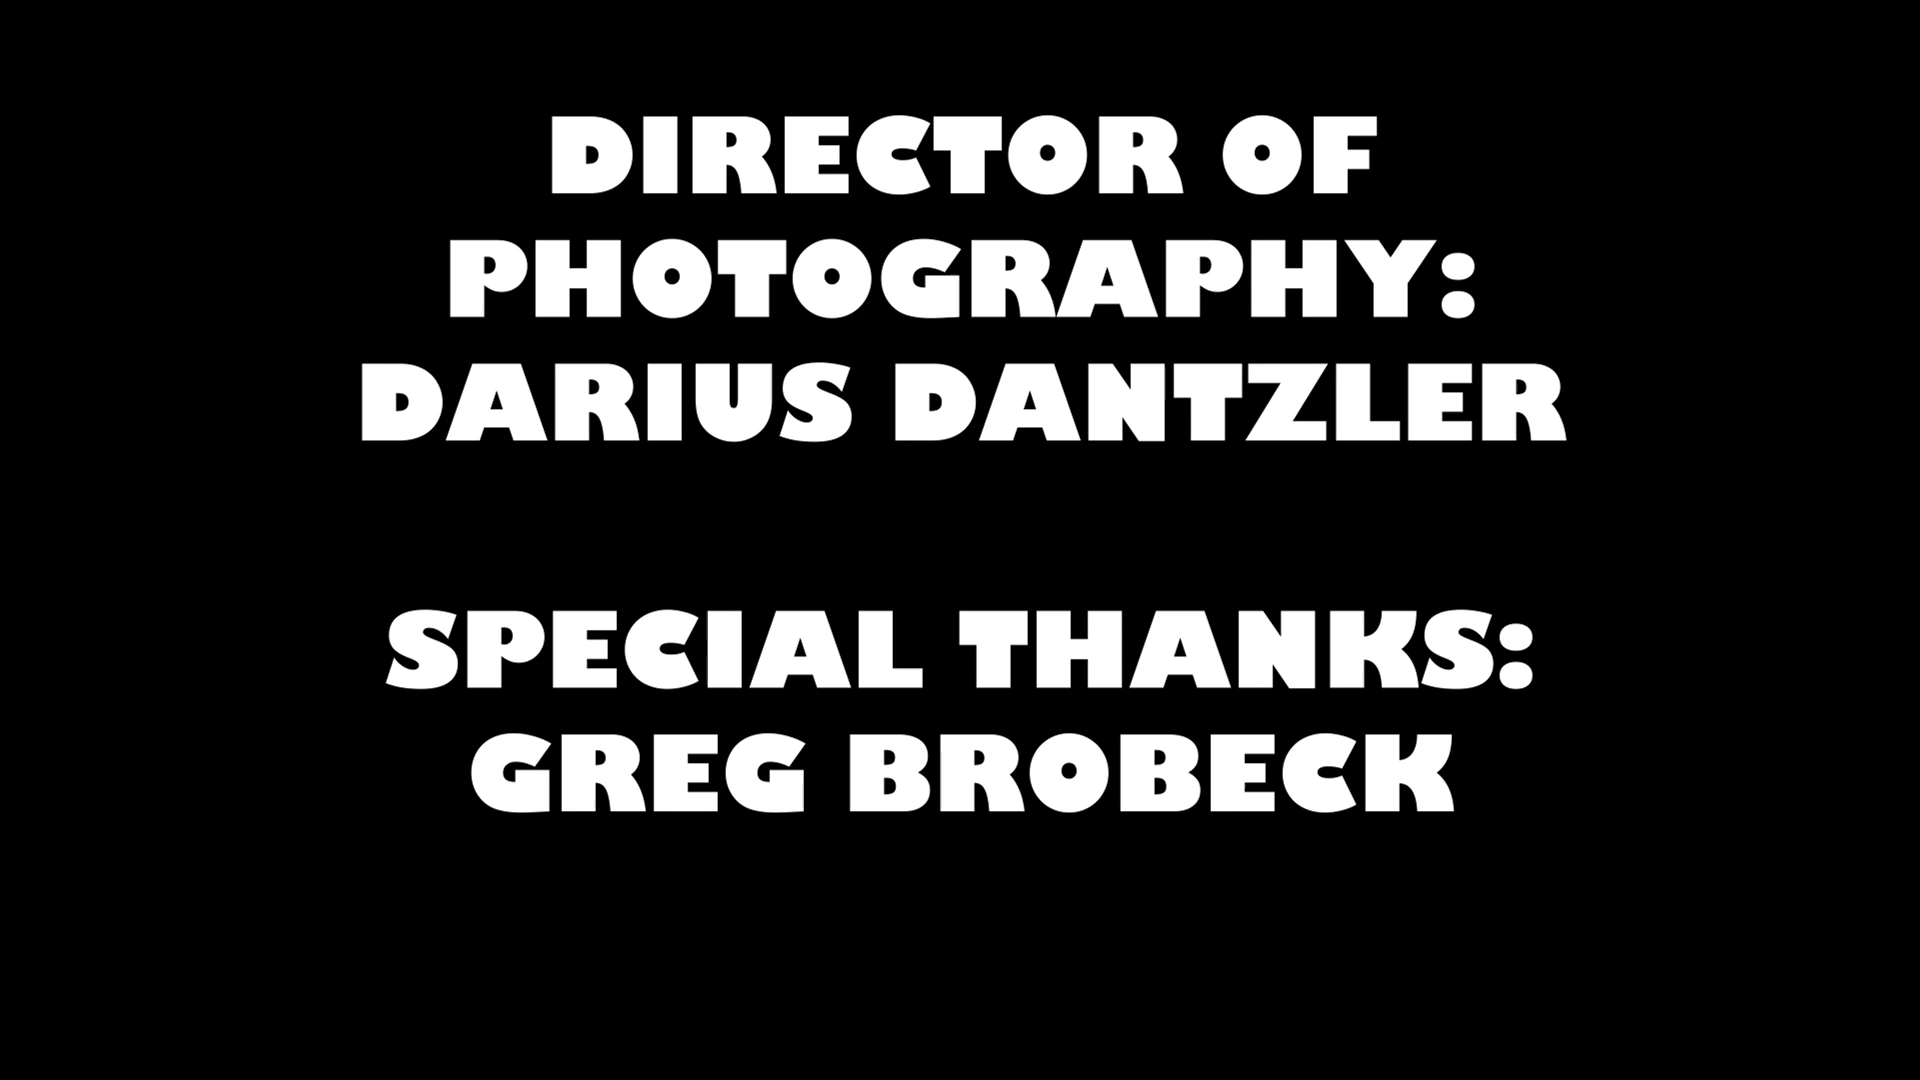 DIRECTOR OF
PHOTOGRAPHY:
DARIUS DANTZLER
SPECIAL THANKS:
GREG BROBECK